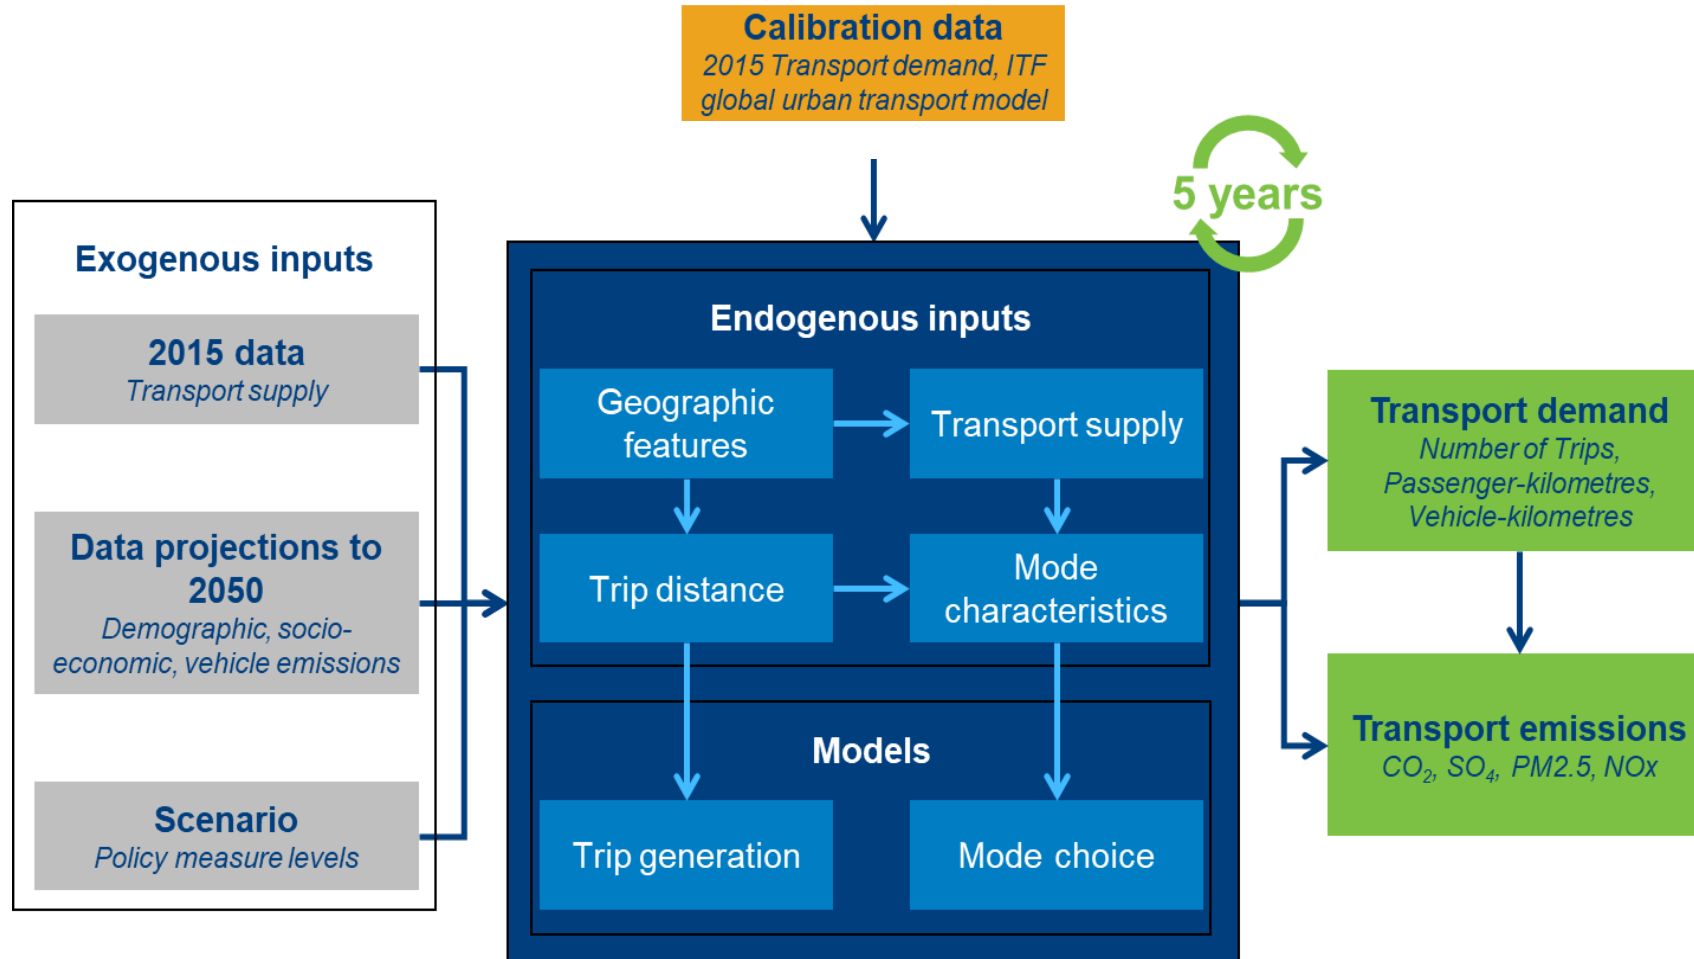 Calibration data
2015 Transport demand, ITF
global urban transport model
5 years
Exogenous inputs
2015 data
Transport supply
Data projections to
2050
Demographic, socio-
economic, vehicle emissions
Scenario
Policy measure levels
Endogenous inputs
Geographic
features
Transport supply
Trip distance
Mode
characteristics
Models
Trip generation
Mode choice
Transport demand
Number of Trips,
Passenger-kilometres,
Vehicle-kilometres
Transport emissions
CO₂, SO₄, PM2.5, NOx